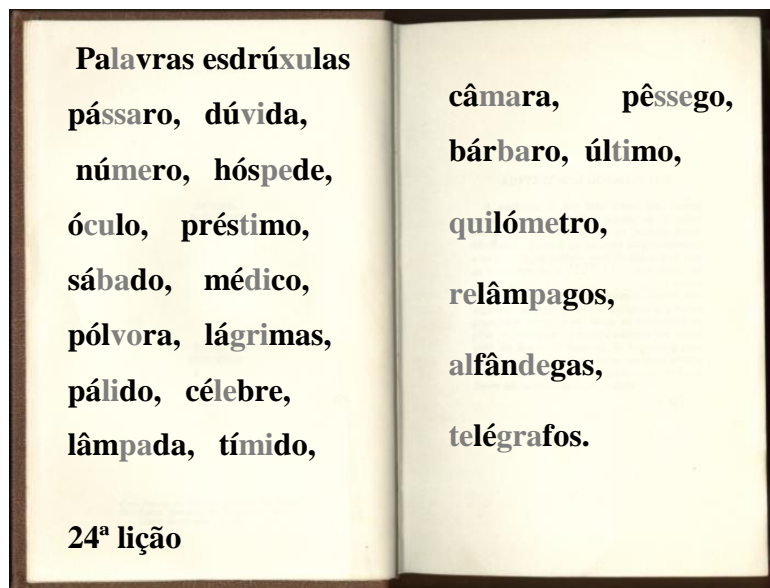 Palavras esdrúxulas
pássaro, dúvida,
número, hóspede,
óculo, préstimo,
sábado, médico,
pólvora, lágrimas,
pálido, célebre,
lâmpada, tímido,
24ª lição
câmara, pêssego,
bárbaro, último,
quilómetro,
relâmpagos,
alfândegas,
telégrafos.